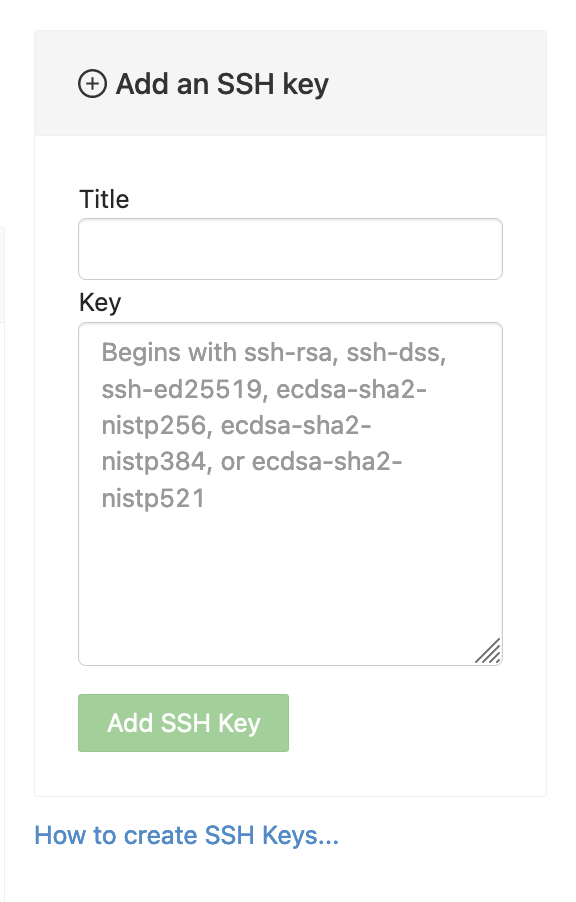 Add an SSH key
Title
Key
Begins with ssh-rsa, ssh-dss,
ssh-ed25519, ecdsa-sha2-
nistp256, ecdsa-sha2-
nistp384, or ecdsa-sha2-
nistp521
Add SSH Key
How to create SSH Keys...